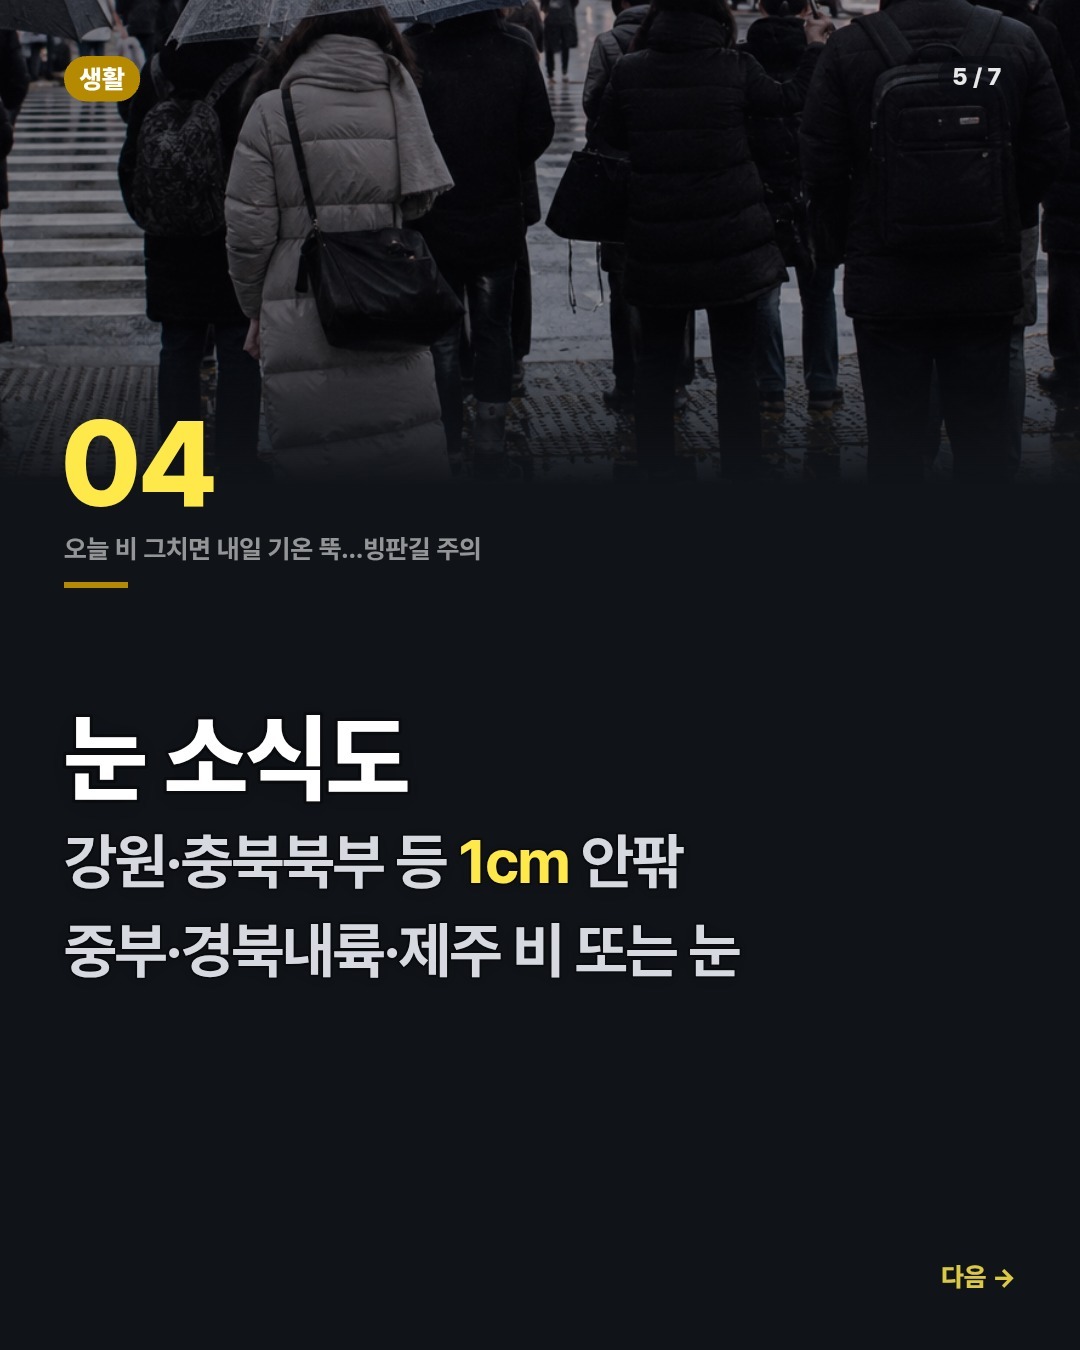 생활
5 / 7
04
오늘 비 그치면 내일 기온 뚝...빙판길 주의
눈 소식도
강원·충북북부 등 1cm 안팎
중부·경북내륙·제주 비 또는 눈
다음 →